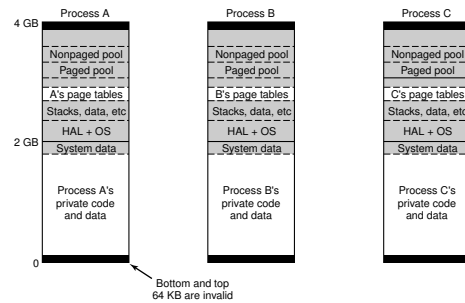 Process A
Process B
Process C
4 GB
Nonpaged pool
Paged pool
A's page tables
Stacks, data, etc
HAL + OS
System data
Process A's
private code
and data
Nonpaged pool
Paged pool
B's page tables
Stacks, data, etc
HAL + OS
System data
Process B's
private code
and data
Nonpaged pool
Paged pool
C's page tables
Stacks, data, etc
HAL + OS
System data
Process C's
private code
and data
2 GB
0
Bottom and top
64 KB are invalid